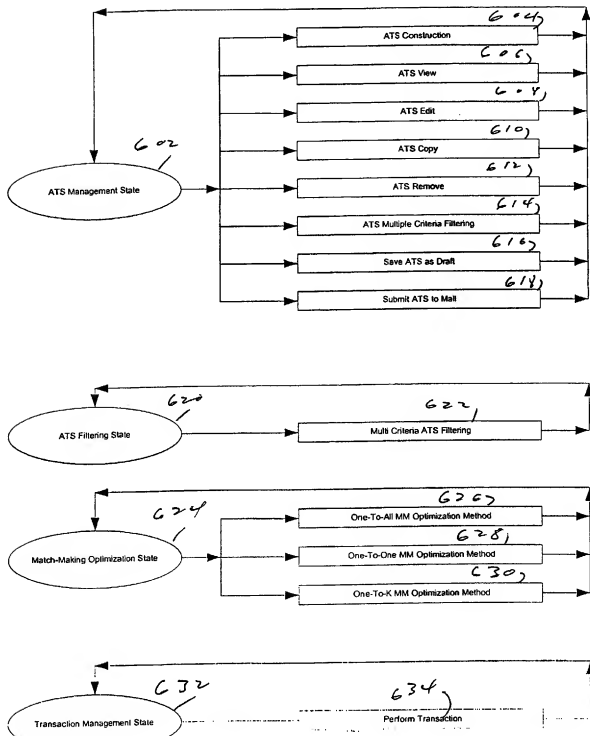 604
ATS Construction
606
ATS View
608
ATS Edit
602
610
ATS Copy
612
ATS Management State
ATS Remove
614
ATS Multiple Criteria Filtering
616
Save ATS as Draft
618
Submit ATS to Mall
620
622
ATS Filtering State
Multi Criteria ATS Filtering
626
624
One-To-All MM Optimization Method
628
Match-Making Optimization State
One-To-One MM Optimization Method
630
One-To-K MM Optimization Method
632
634
Transaction Management State
Perform Transaction